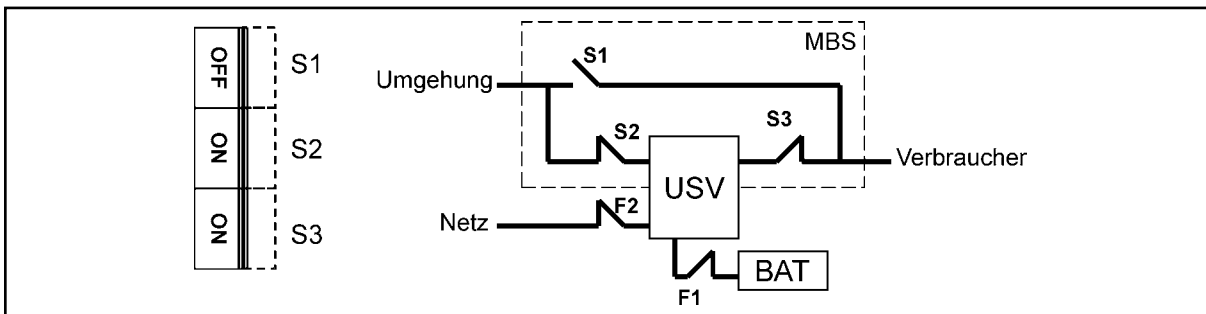 OFF S1
ON S2
ON S3
MBS
S1
Umgehung
S2
S3
USV
Verbraucher
F2
Netz
BAT
F1